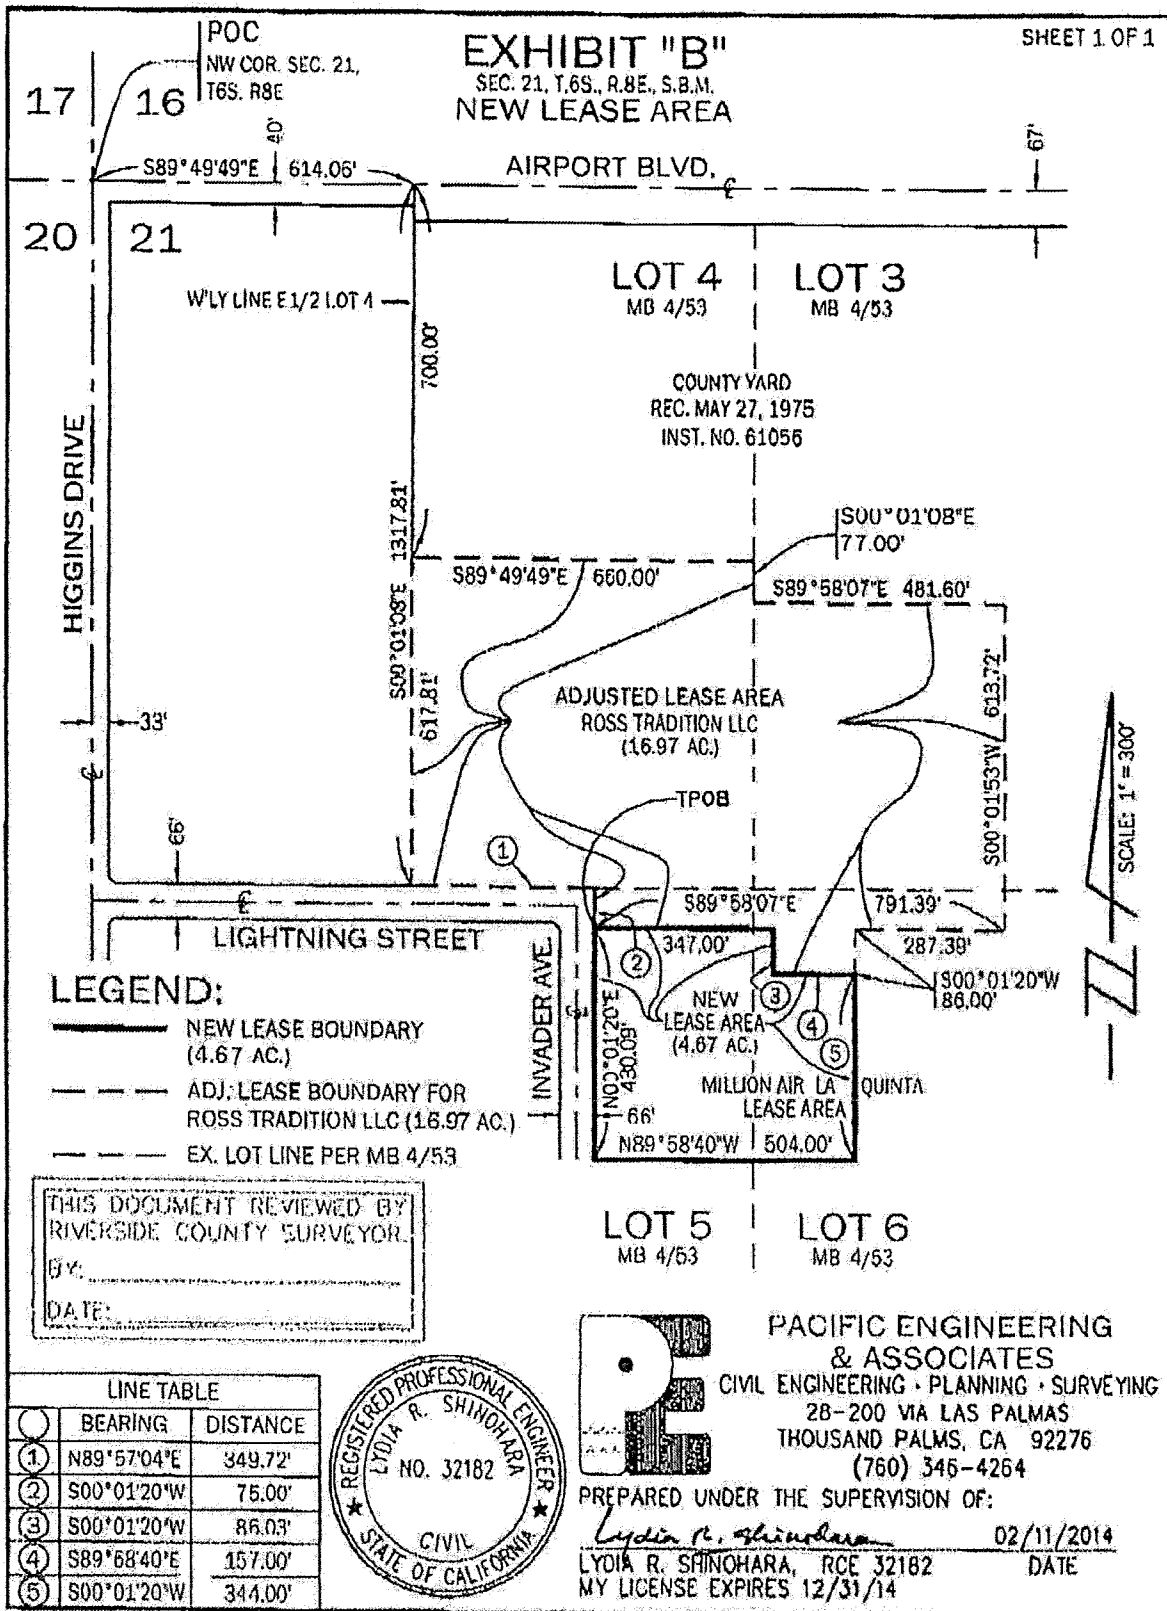 POC
NW COR. SEC. 21,
T6S. R8E
EXHIBIT "B"
SEC. 21, T.6S., R.8E., S.B.M.
NEW LEASE AREA
SHEET 1 OF 1
17
16
20
21
40'
67'
S89°49'49"E 614.06'
AIRPORT BLVD.
W'LY LINE E 1/2 LOT 4
700.00'
LOT 4
MB 4/53
LOT 3
MB 4/53
COUNTY YARD
REC. MAY 27, 1975
INST. NO. 61056
HIGGINS DRIVE
S00°01'08"E 1317.81'
617.81'
S00°01'08"E
77.00'
S89°49'49"E 660.00'
S89°58'07"E 481.60'
33'
ADJUSTED LEASE AREA
ROSS TRADITION LLC
(16.97 AC.)
S00°01'53"W 613.72'
SCALE: 1" = 300'
TPOB
66'
1
S89°58'07"E 791.39'
LIGHTNING STREET
347.00'
287.39'
2
S00°01'20"W
86.00'
INVADER AVE.
N00°01'20"E
430.09'
NEW
LEASE AREA
(4.67 AC.)
3
4
5
MILLION AIR LA QUINTA
LEASE AREA
66'
N89°58'40"W 504.00'
LEGEND:
NEW LEASE BOUNDARY
(4.67 AC.)
ADJ. LEASE BOUNDARY FOR
ROSS TRADITION LLC (16.97 AC.)
EX. LOT LINE PER MB 4/53
THIS DOCUMENT REVIEWED BY
RIVERSIDE COUNTY SURVEYOR.
BY:
DATE:
LOT 5
MB 4/53
LOT 6
MB 4/53
LINE TABLE
BEARING DISTANCE
1 N89°57'04"E 349.72'
2 S00°01'20"W 75.00'
3 S00°01'20"W 86.03'
4 S89°58'40"E 157.00'
5 S00°01'20"W 344.00'
REGISTERED PROFESSIONAL ENGINEER
LYDIA R. SHINOHARA
NO. 32182
CIVIL
STATE OF CALIFORNIA
PE
PACIFIC ENGINEERING
& ASSOCIATES
CIVIL ENGINEERING · PLANNING · SURVEYING
28-200 VIA LAS PALMAS
THOUSAND PALMS, CA 92276
(760) 346-4264
PREPARED UNDER THE SUPERVISION OF:
Lydia R. Shinohara 02/11/2014
LYDIA R. SHINOHARA, RCE 32182 DATE
MY LICENSE EXPIRES 12/31/14